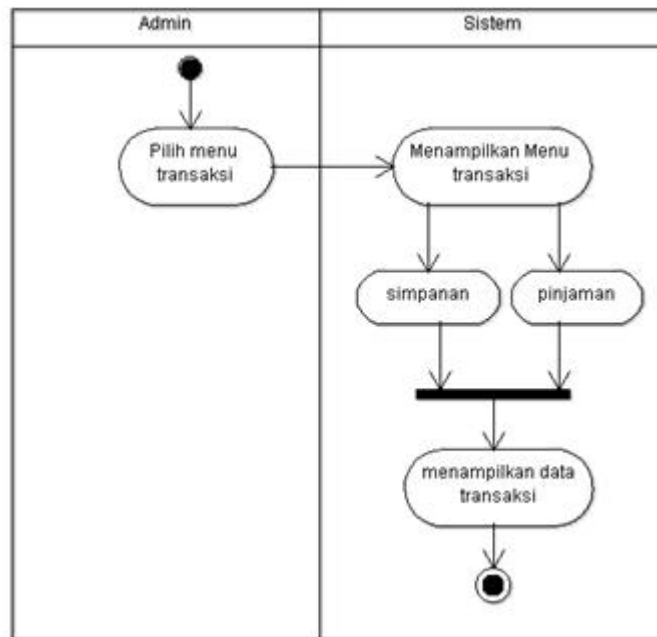 Admin
Sistem
Pilih menu
transaksi
Menampilkan Menu
transaksi
simpanan
pinjaman
menampilkan data
transaksi